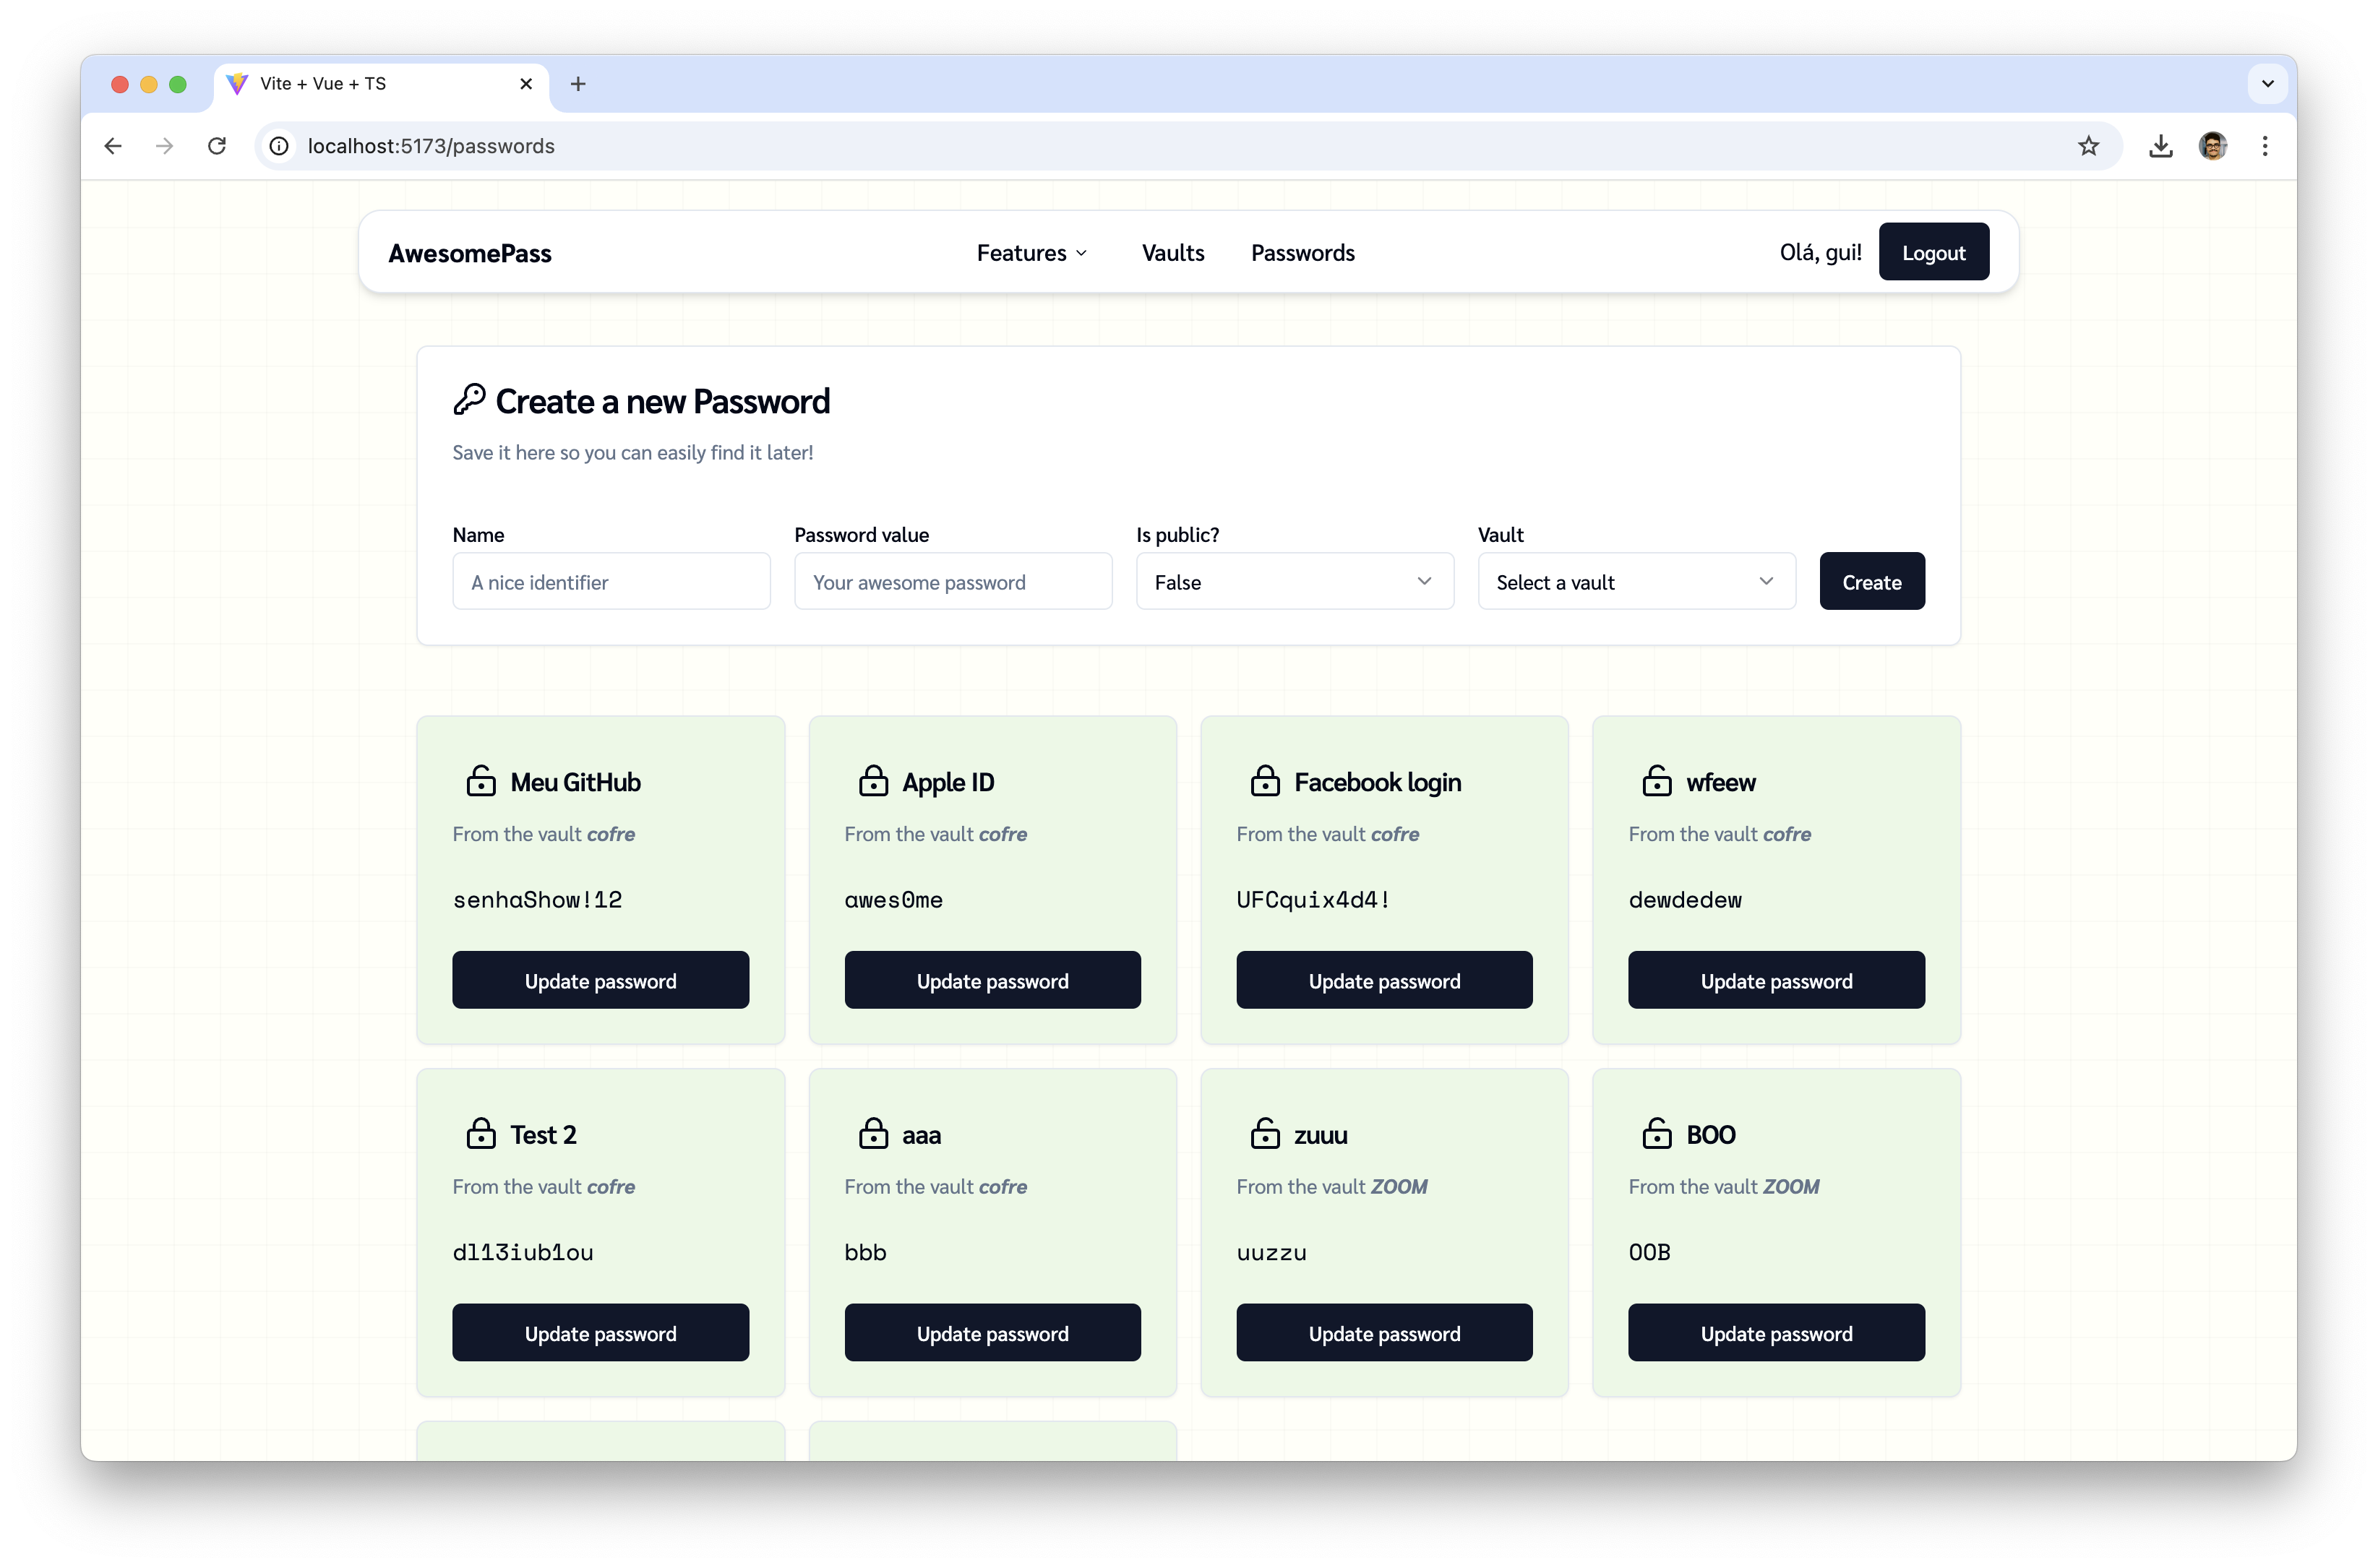 Vite + Vue + TS
localhost:5173/passwords
AwesomePass Features Vaults Passwords Olá, gui! Logout
Create a new Password
Save it here so you can easily find it later!
Name Password value Is public? Vault
A nice identifier Your awesome password False Select a vault Create
Meu GitHub Apple ID Facebook login wfeew
From the vault cofre From the vault cofre From the vault cofre From the vault cofre
senhaShow!12 awes0me UFCquix4d4! dewdedew
Update password Update password Update password Update password
Test 2 aaa zuuu BOO
From the vault cofre From the vault cofre From the vault ZOOM From the vault ZOOM
dl13iub1ou bbb uuzzu OOB
Update password Update password Update password Update password